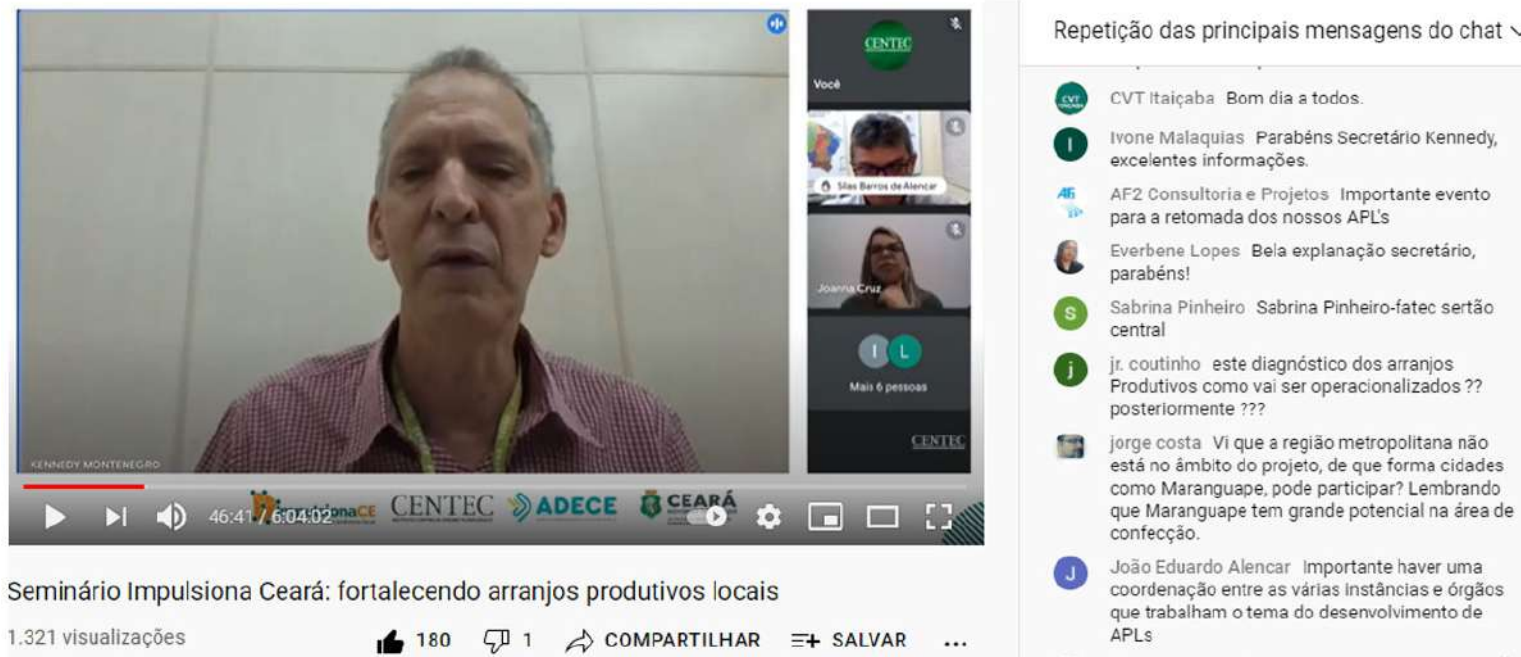 CENTEC
Você
Silas Barros de Alencar
Joanna Cruz
I L
Mais 6 pessoas
CENTEC
KENNEDY MONTENEGRO
46:41 / 6:04:02
ImpulsionaCE CENTEC ADECE CEARÁ
Seminário Impulsiona Ceará: fortalecendo arranjos produtivos locais
1.321 visualizações 180 1 COMPARTILHAR SALVAR ...
Repetição das principais mensagens do chat
CVT Itaiçaba Bom dia a todos.
I Ivone Malaquias Parabéns Secretário Kennedy,
excelentes informações.
AF2 Consultoria e Projetos Importante evento
para a retomada dos nossos APL's
Everbene Lopes Bela explanação secretário,
parabéns!
S Sabrina Pinheiro Sabrina Pinheiro-fatec sertão
central
j jr. coutinho este diagnóstico dos arranjos
Produtivos como vai ser operacionalizados ??
posteriormente ???
jorge costa Vi que a região metropolitana não
está no âmbito do projeto, de que forma cidades
como Maranguape, pode participar? Lembrando
que Maranguape tem grande potencial na área de
confecção.
J João Eduardo Alencar Importante haver uma
coordenação entre as várias instâncias e órgãos
que trabalham o tema do desenvolvimento de
APLs